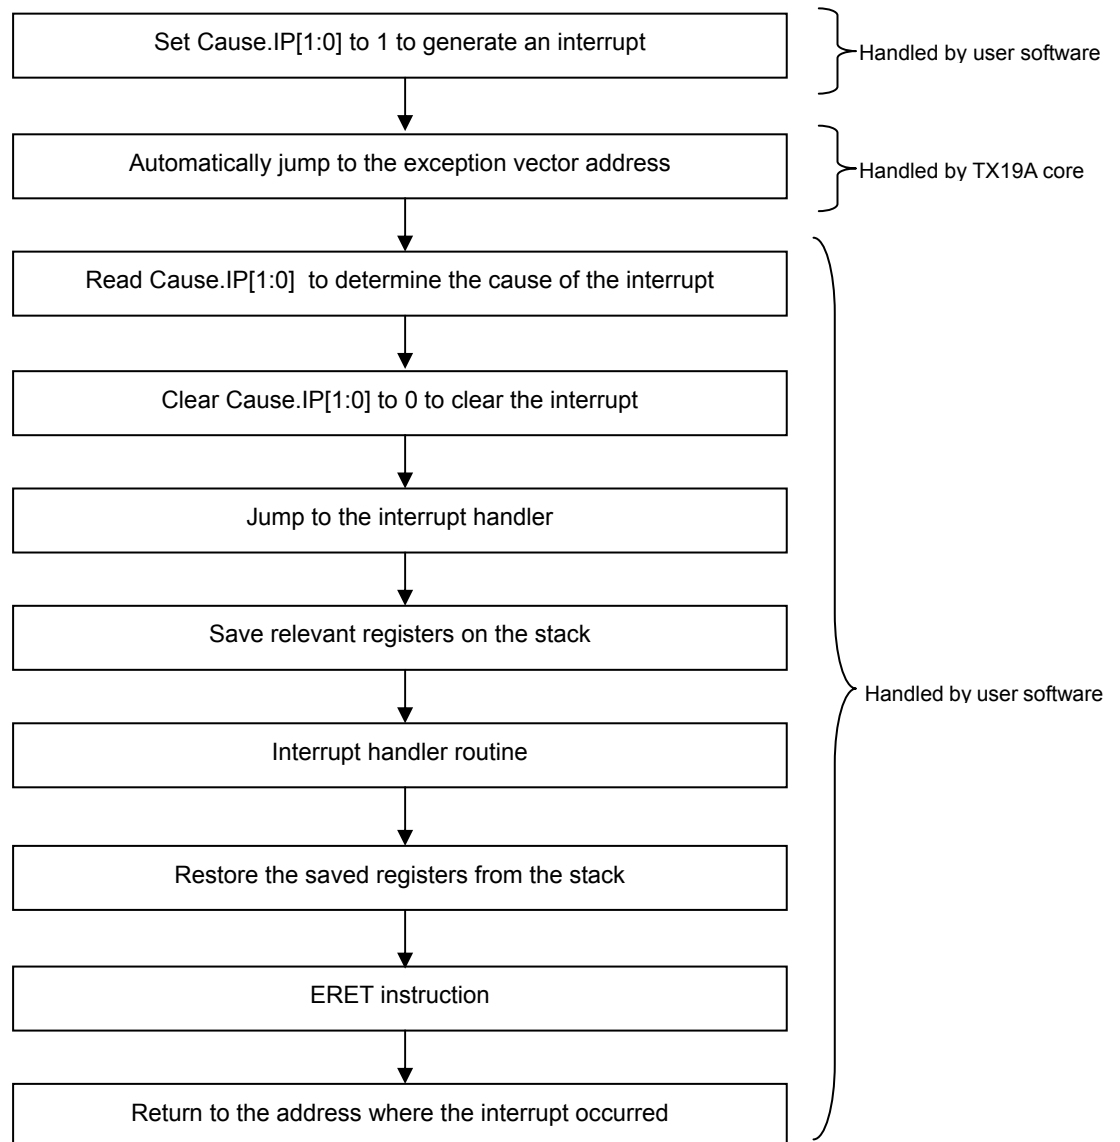 Set Cause.IP[1:0] to 1 to generate an interrupt
Handled by user software
Automatically jump to the exception vector address
Handled by TX19A core
Read Cause.IP[1:0]  to determine the cause of the interrupt
Clear Cause.IP[1:0] to 0 to clear the interrupt
Jump to the interrupt handler
Save relevant registers on the stack
Handled by user software
Interrupt handler routine
Restore the saved registers from the stack
ERET instruction
Return to the address where the interrupt occurred